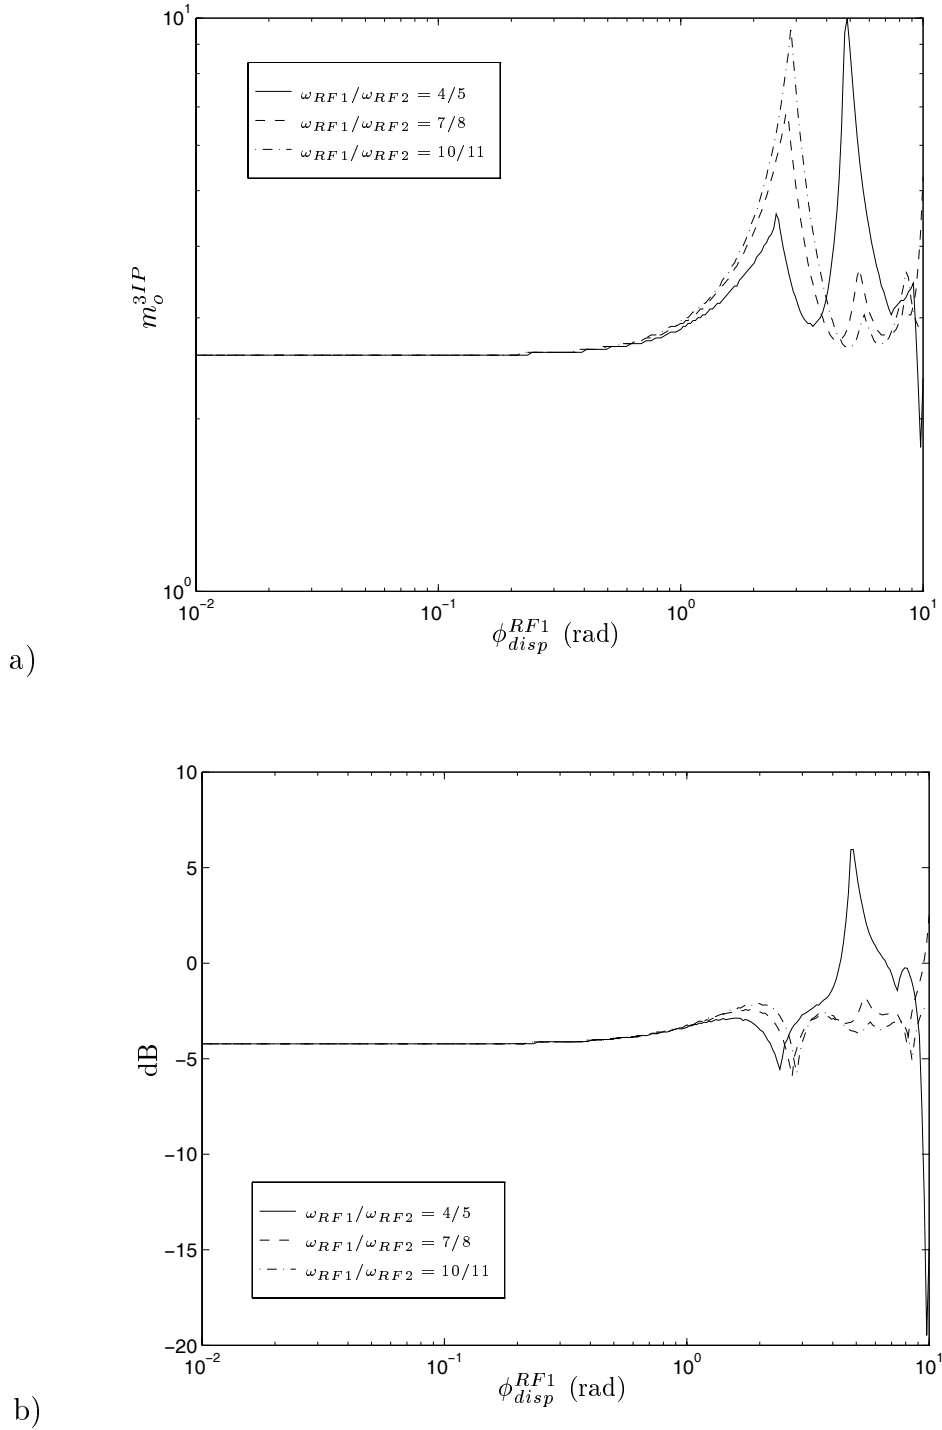 10^1
ω_{RF1}/ω_{RF2} = 4/5
ω_{RF1}/ω_{RF2} = 7/8
ω_{RF1}/ω_{RF2} = 10/11
m_o^{3IP}
10^0
10^{-2} 10^{-1} 10^0 10^1
ϕ_{disp}^{RF1} (rad)
a)
10
5
0
−5
−10
−15
−20
dB
ω_{RF1}/ω_{RF2} = 4/5
ω_{RF1}/ω_{RF2} = 7/8
ω_{RF1}/ω_{RF2} = 10/11
10^{-2} 10^{-1} 10^0 10^1
ϕ_{disp}^{RF1} (rad)
b)